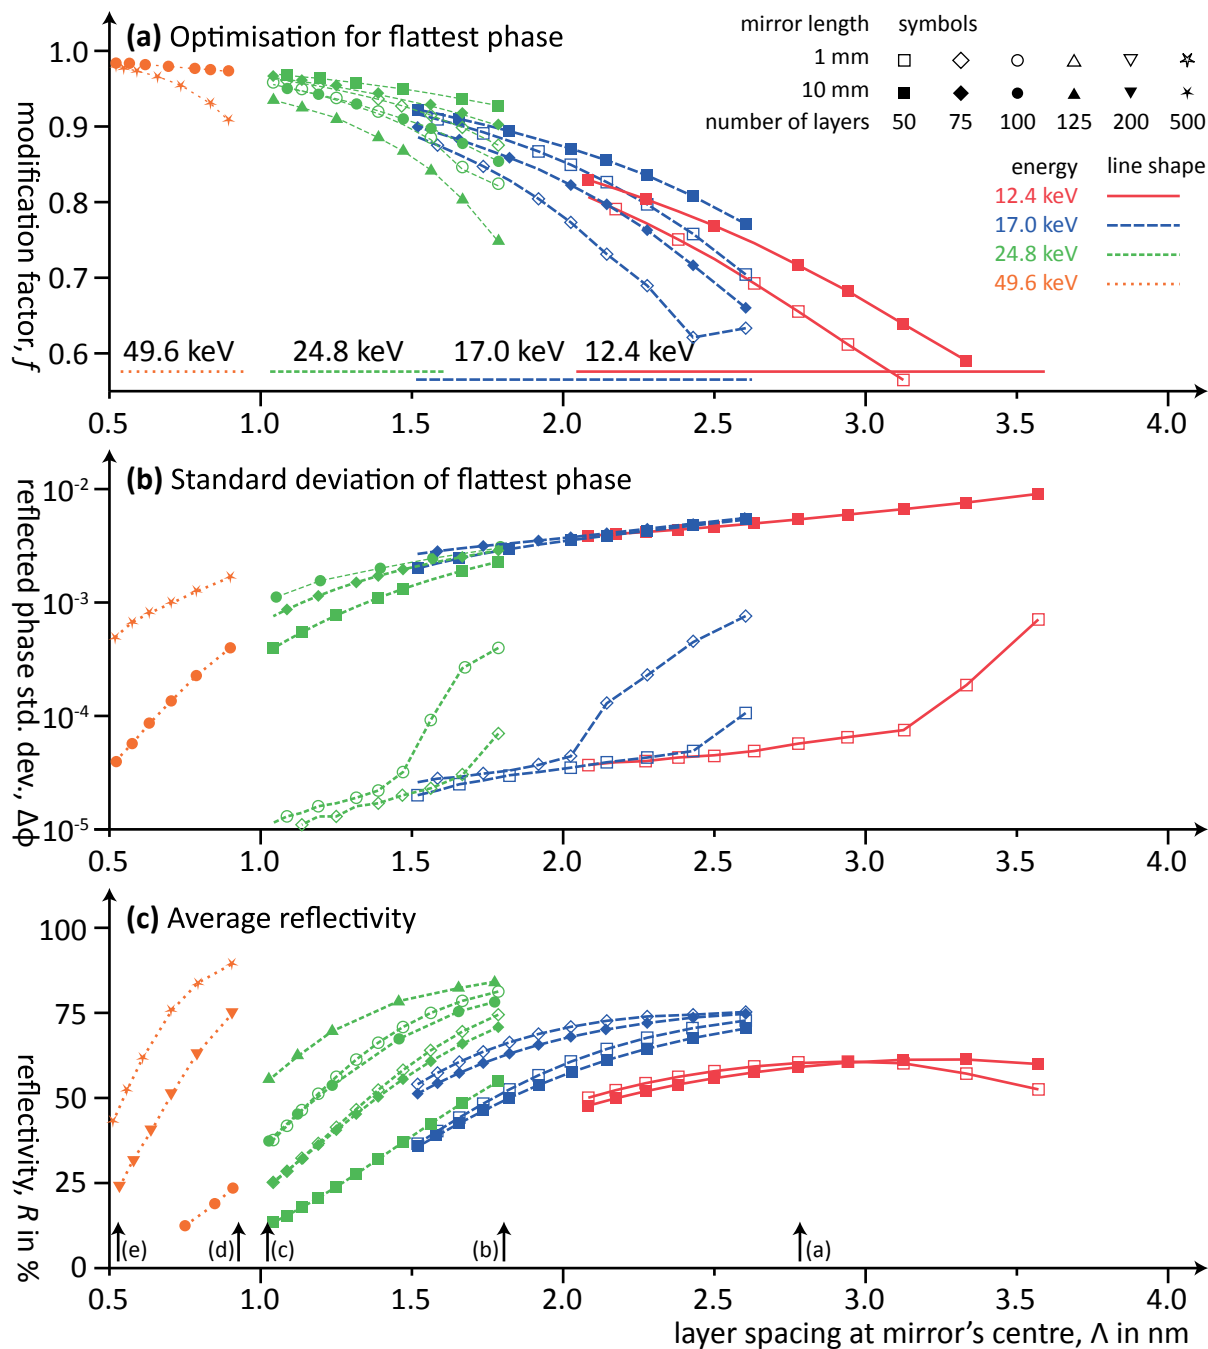 (a) Optimisation for flattest phase
mirror length symbols
1 mm
10 mm
number of layers 50 75 100 125 200 500
energy line shape
12.4 keV
17.0 keV
24.8 keV
49.6 keV
modification factor, f
1.0
0.9
0.8
0.7
0.6
49.6 keV 24.8 keV 17.0 keV 12.4 keV
0.5 1.0 1.5 2.0 2.5 3.0 3.5 4.0
(b) Standard deviation of flattest phase
reflected phase std. dev., Δϕ
10-2
10-3
10-4
10-5
0.5 1.0 1.5 2.0 2.5 3.0 3.5 4.0
(c) Average reflectivity
reflectivity, R in %
100
75
50
25
0
(e) (d) (c) (b) (a)
0.5 1.0 1.5 2.0 2.5 3.0 3.5 4.0
layer spacing at mirror's centre, Λ in nm